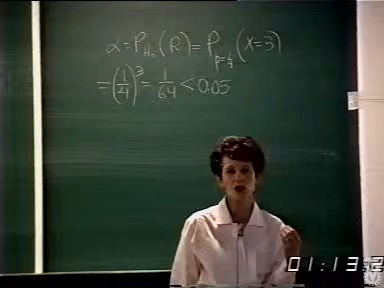 α = P_{H₀}(R) = P_{p=¼}(X=3)
= (1/4)³ = 1/64 < 0.05
01:13:2